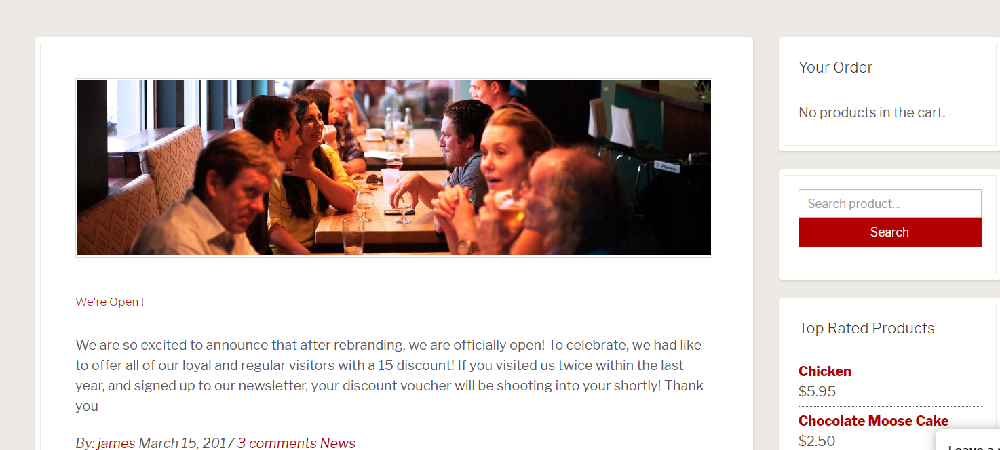 Your Order
No products in the cart.
Pioneer
Search product...
Search
We're Open !
We are so excited to announce that after rebranding, we are officially open! To celebrate, we had like
to offer all of our loyal and regular visitors with a 15 discount! If you visited us twice within the last
year, and signed up to our newsletter, your discount voucher will be shooting into your shortly! Thank
you
By: james March 15, 2017 3 comments News
Top Rated Products
Chicken
$5.95
Chocolate Moose Cake
$2.50